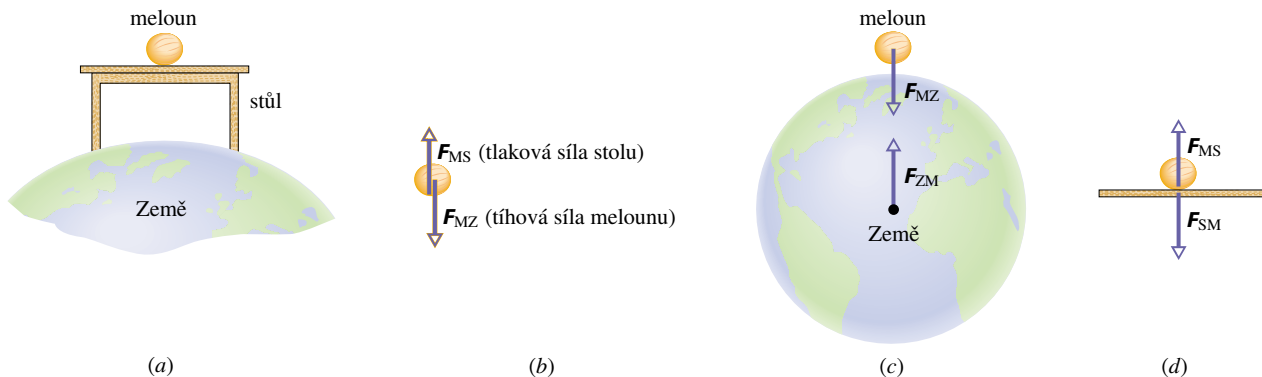 meloun
stůl
Země
(a)
F_MS (tlaková síla stolu)
F_MZ (tíhová síla melounu)
(b)
meloun
F_MZ
F_ZM
Země
(c)
F_MS
F_SM
(d)